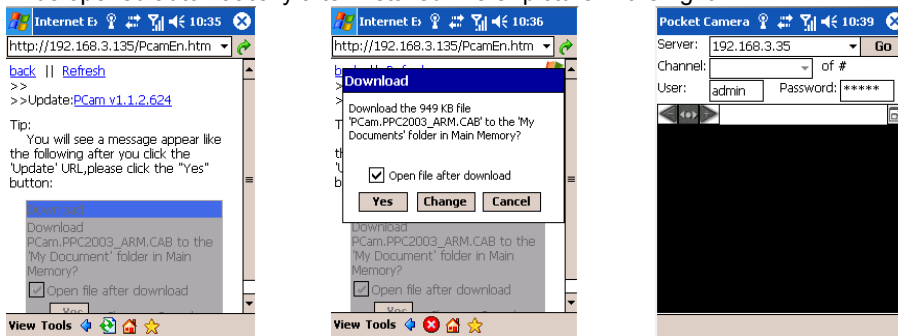 Internet E 10:35
http://192.168.3.135/PcamEn.htm
back || Refresh
>>
>>Update:PCam v1.1.2.624
Tip:
You will see a message appear like
the following after you click the
'Update' URL,please click the "Yes"
button:
Download
Download
PCam.PPC2003_ARM.CAB to the
'My Document' folder in Main
Memory?
Open file after download
Yes
View Tools
Internet E 10:36
http://192.168.3.135/PcamEn.htm
Download
Download the 949 KB file
'PCam.PPC2003_ARM.CAB' to the 'My
Documents' folder in Main Memory?
Open file after download
Yes Change Cancel
Download
PCam.PPC2003_ARM.CAB to the
'My Document' folder in Main
Memory?
Open file after download
View Tools
Pocket Camera 10:39
Server: 192.168.3.35 Go
Channel: of #
User: admin Password: *****